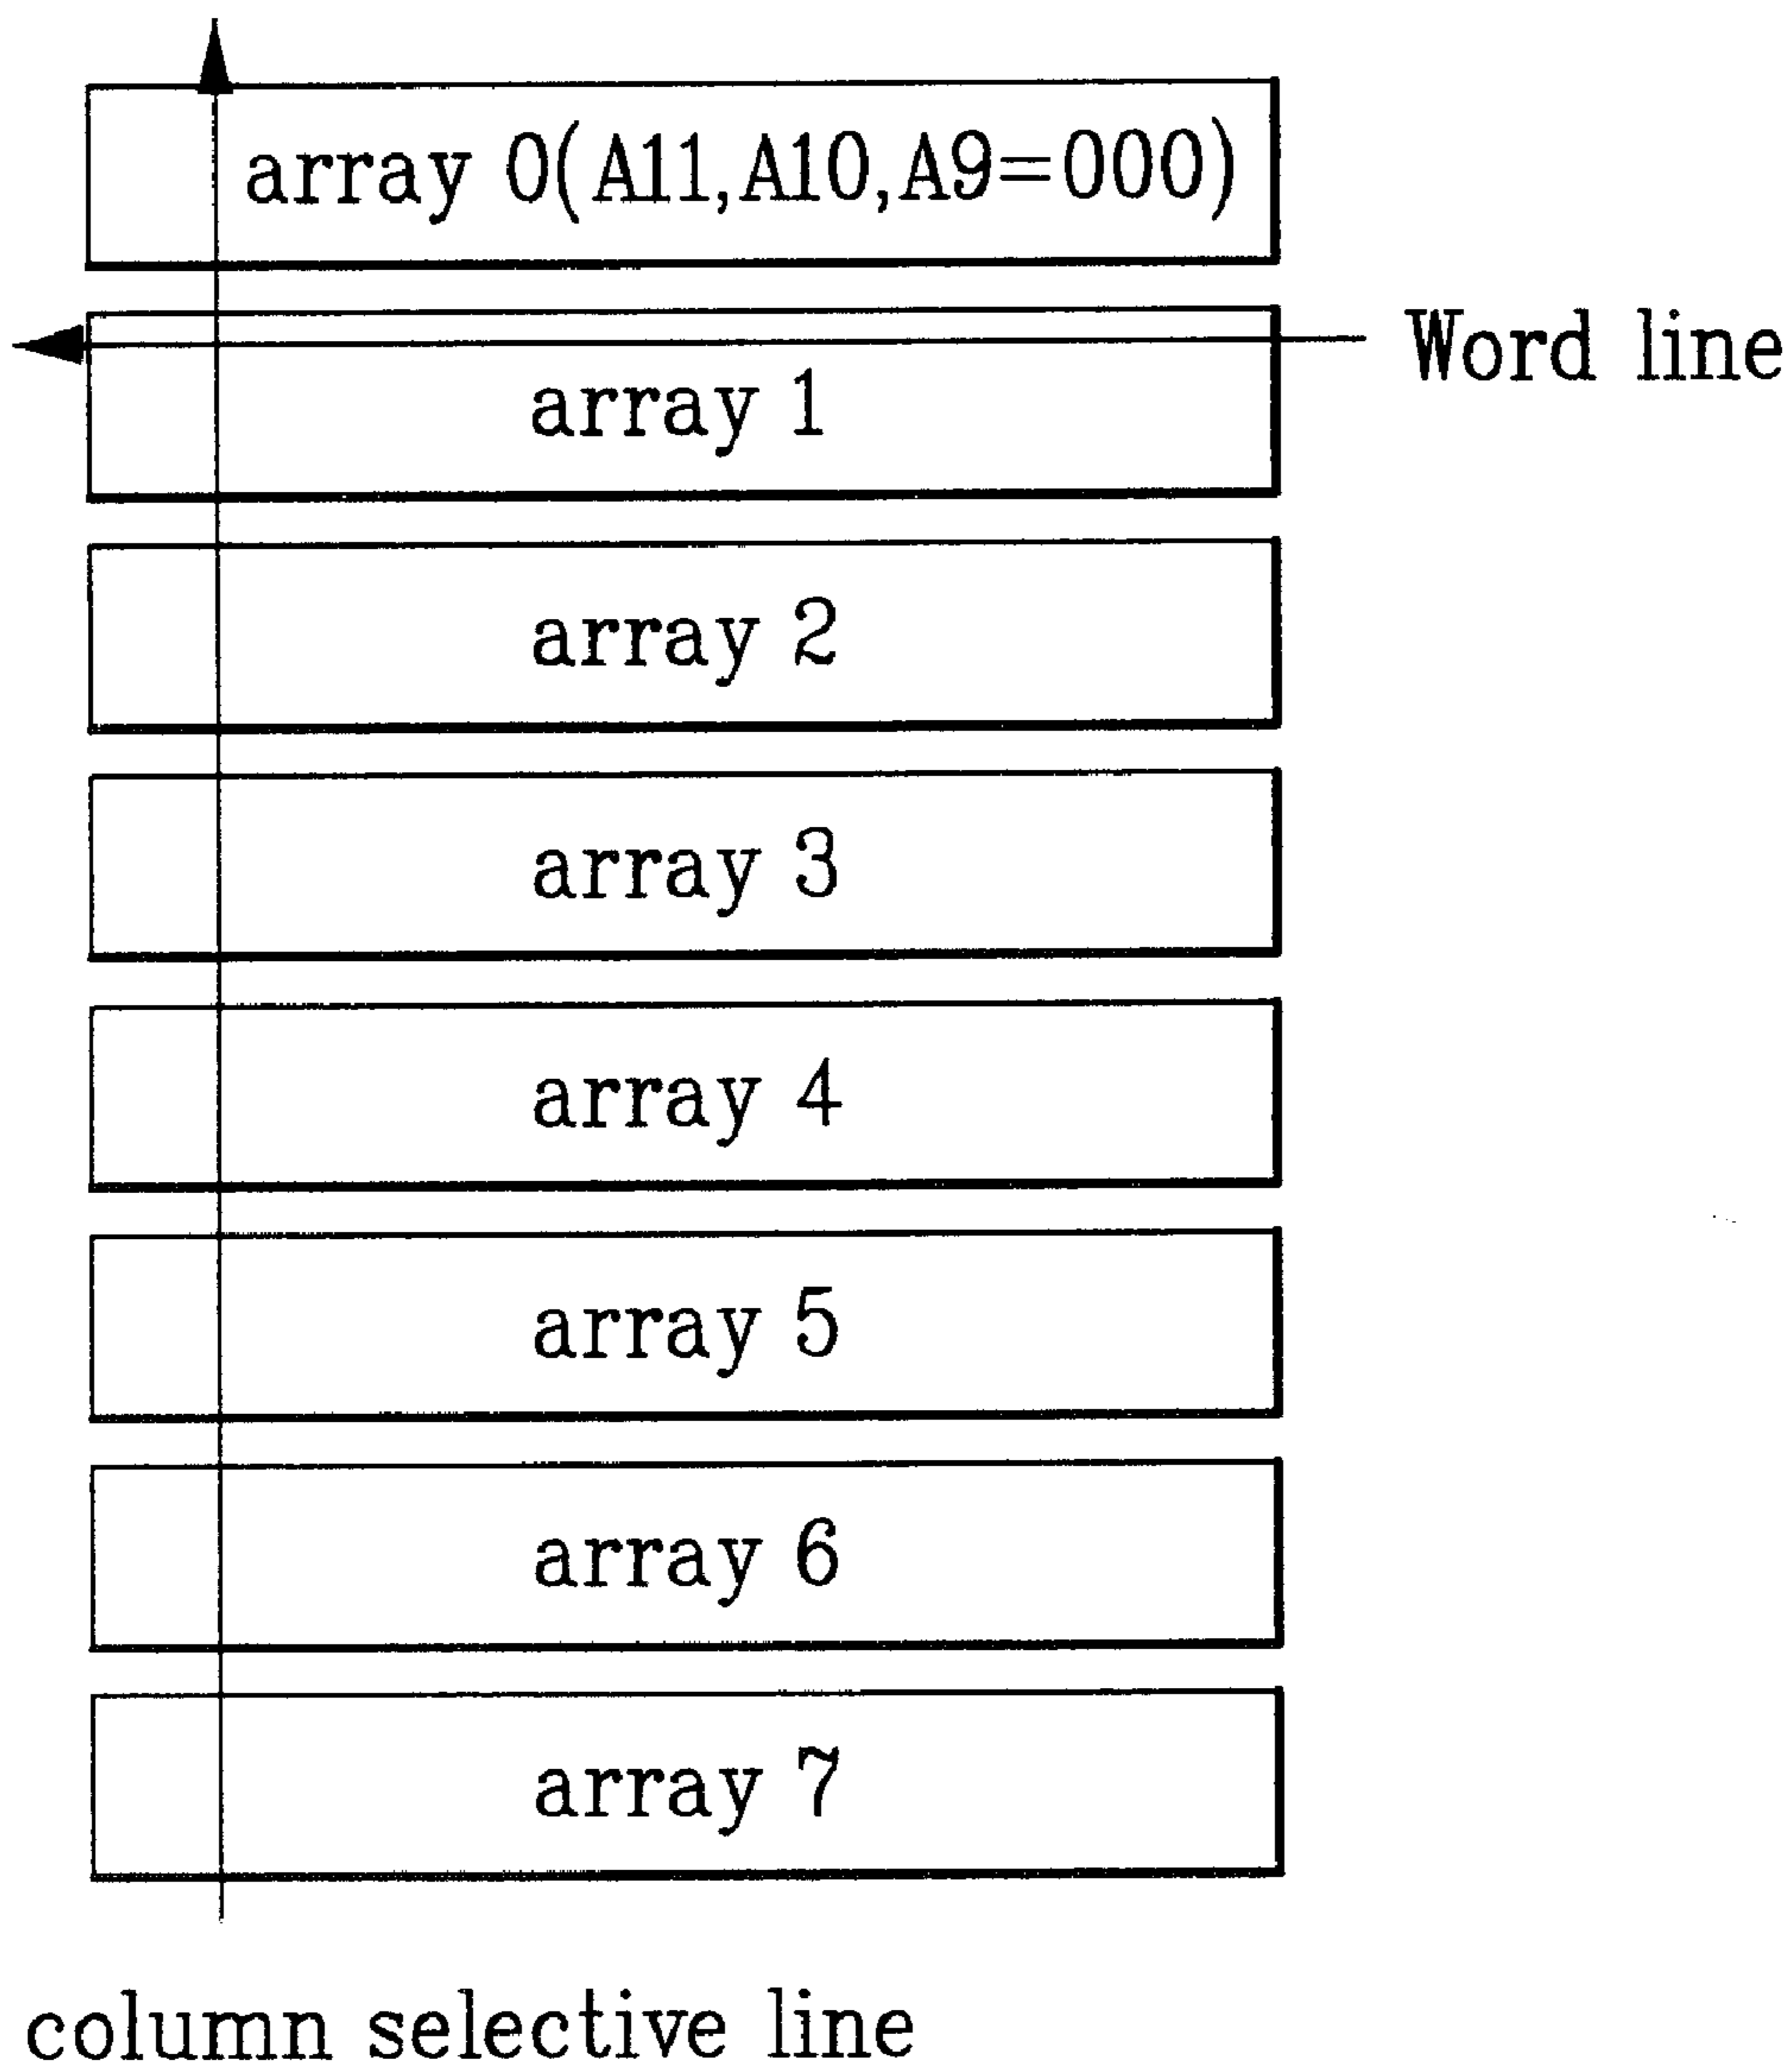 array 0(A11,A10,A9=000)
Word line
array 1
array 2
array 3
array 4
array 5
array 6
array 7
column selective line